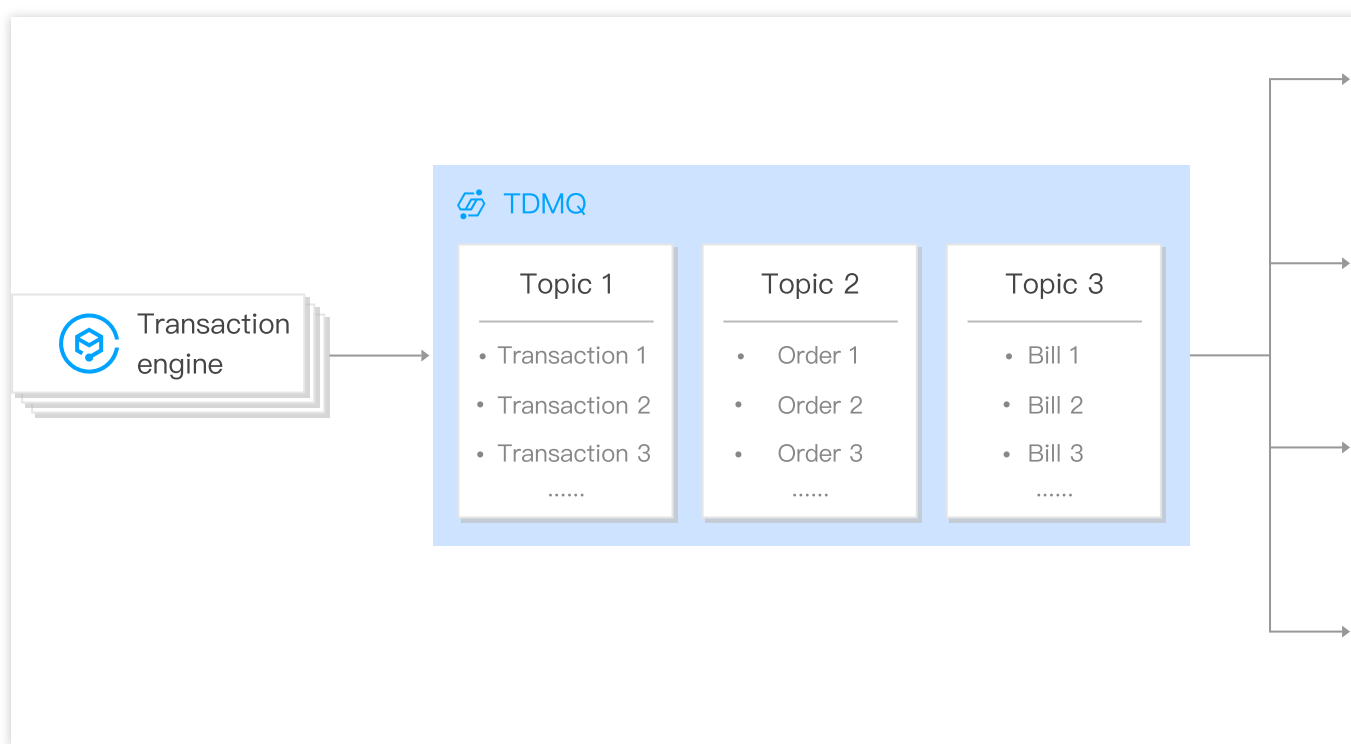 TDMQ
Transaction
engine
Topic 1
• Transaction 1
• Transaction 2
• Transaction 3
......
Topic 2
• Order 1
• Order 2
• Order 3
......
Topic 3
• Bill 1
• Bill 2
• Bill 3
......